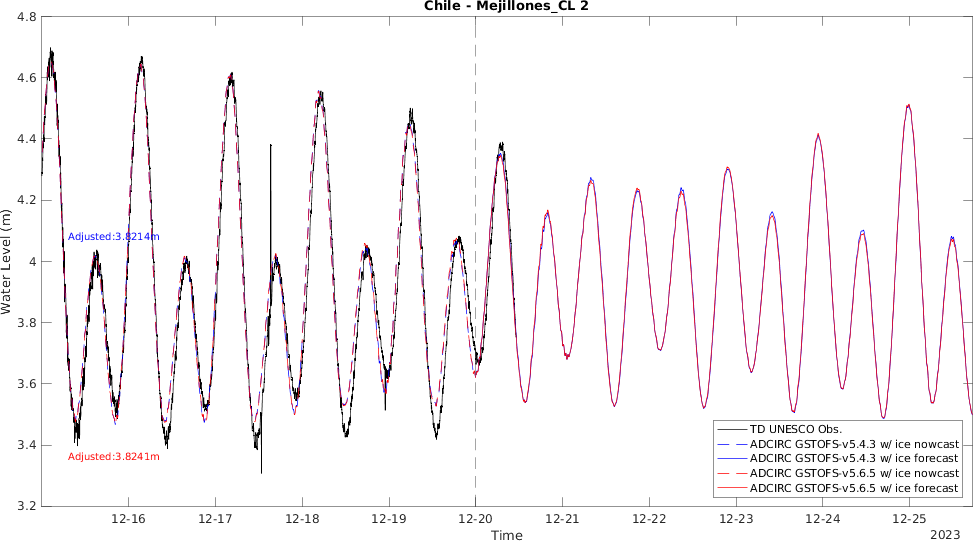 Chile - Mejillones_CL 2
4.8
4.6
4.4
4.2
4
3.8
3.6
3.4
3.2
Water Level (m)
Adjusted:3.8214m
Adjusted:3.8241m
TD UNESCO Obs.
ADCIRC GSTOFS-v5.4.3 w/ ice nowcast
ADCIRC GSTOFS-v5.4.3 w/ ice forecast
ADCIRC GSTOFS-v5.6.5 w/ ice nowcast
ADCIRC GSTOFS-v5.6.5 w/ ice forecast
12-16 12-17 12-18 12-19 12-20 12-21 12-22 12-23 12-24 12-25
Time
2023